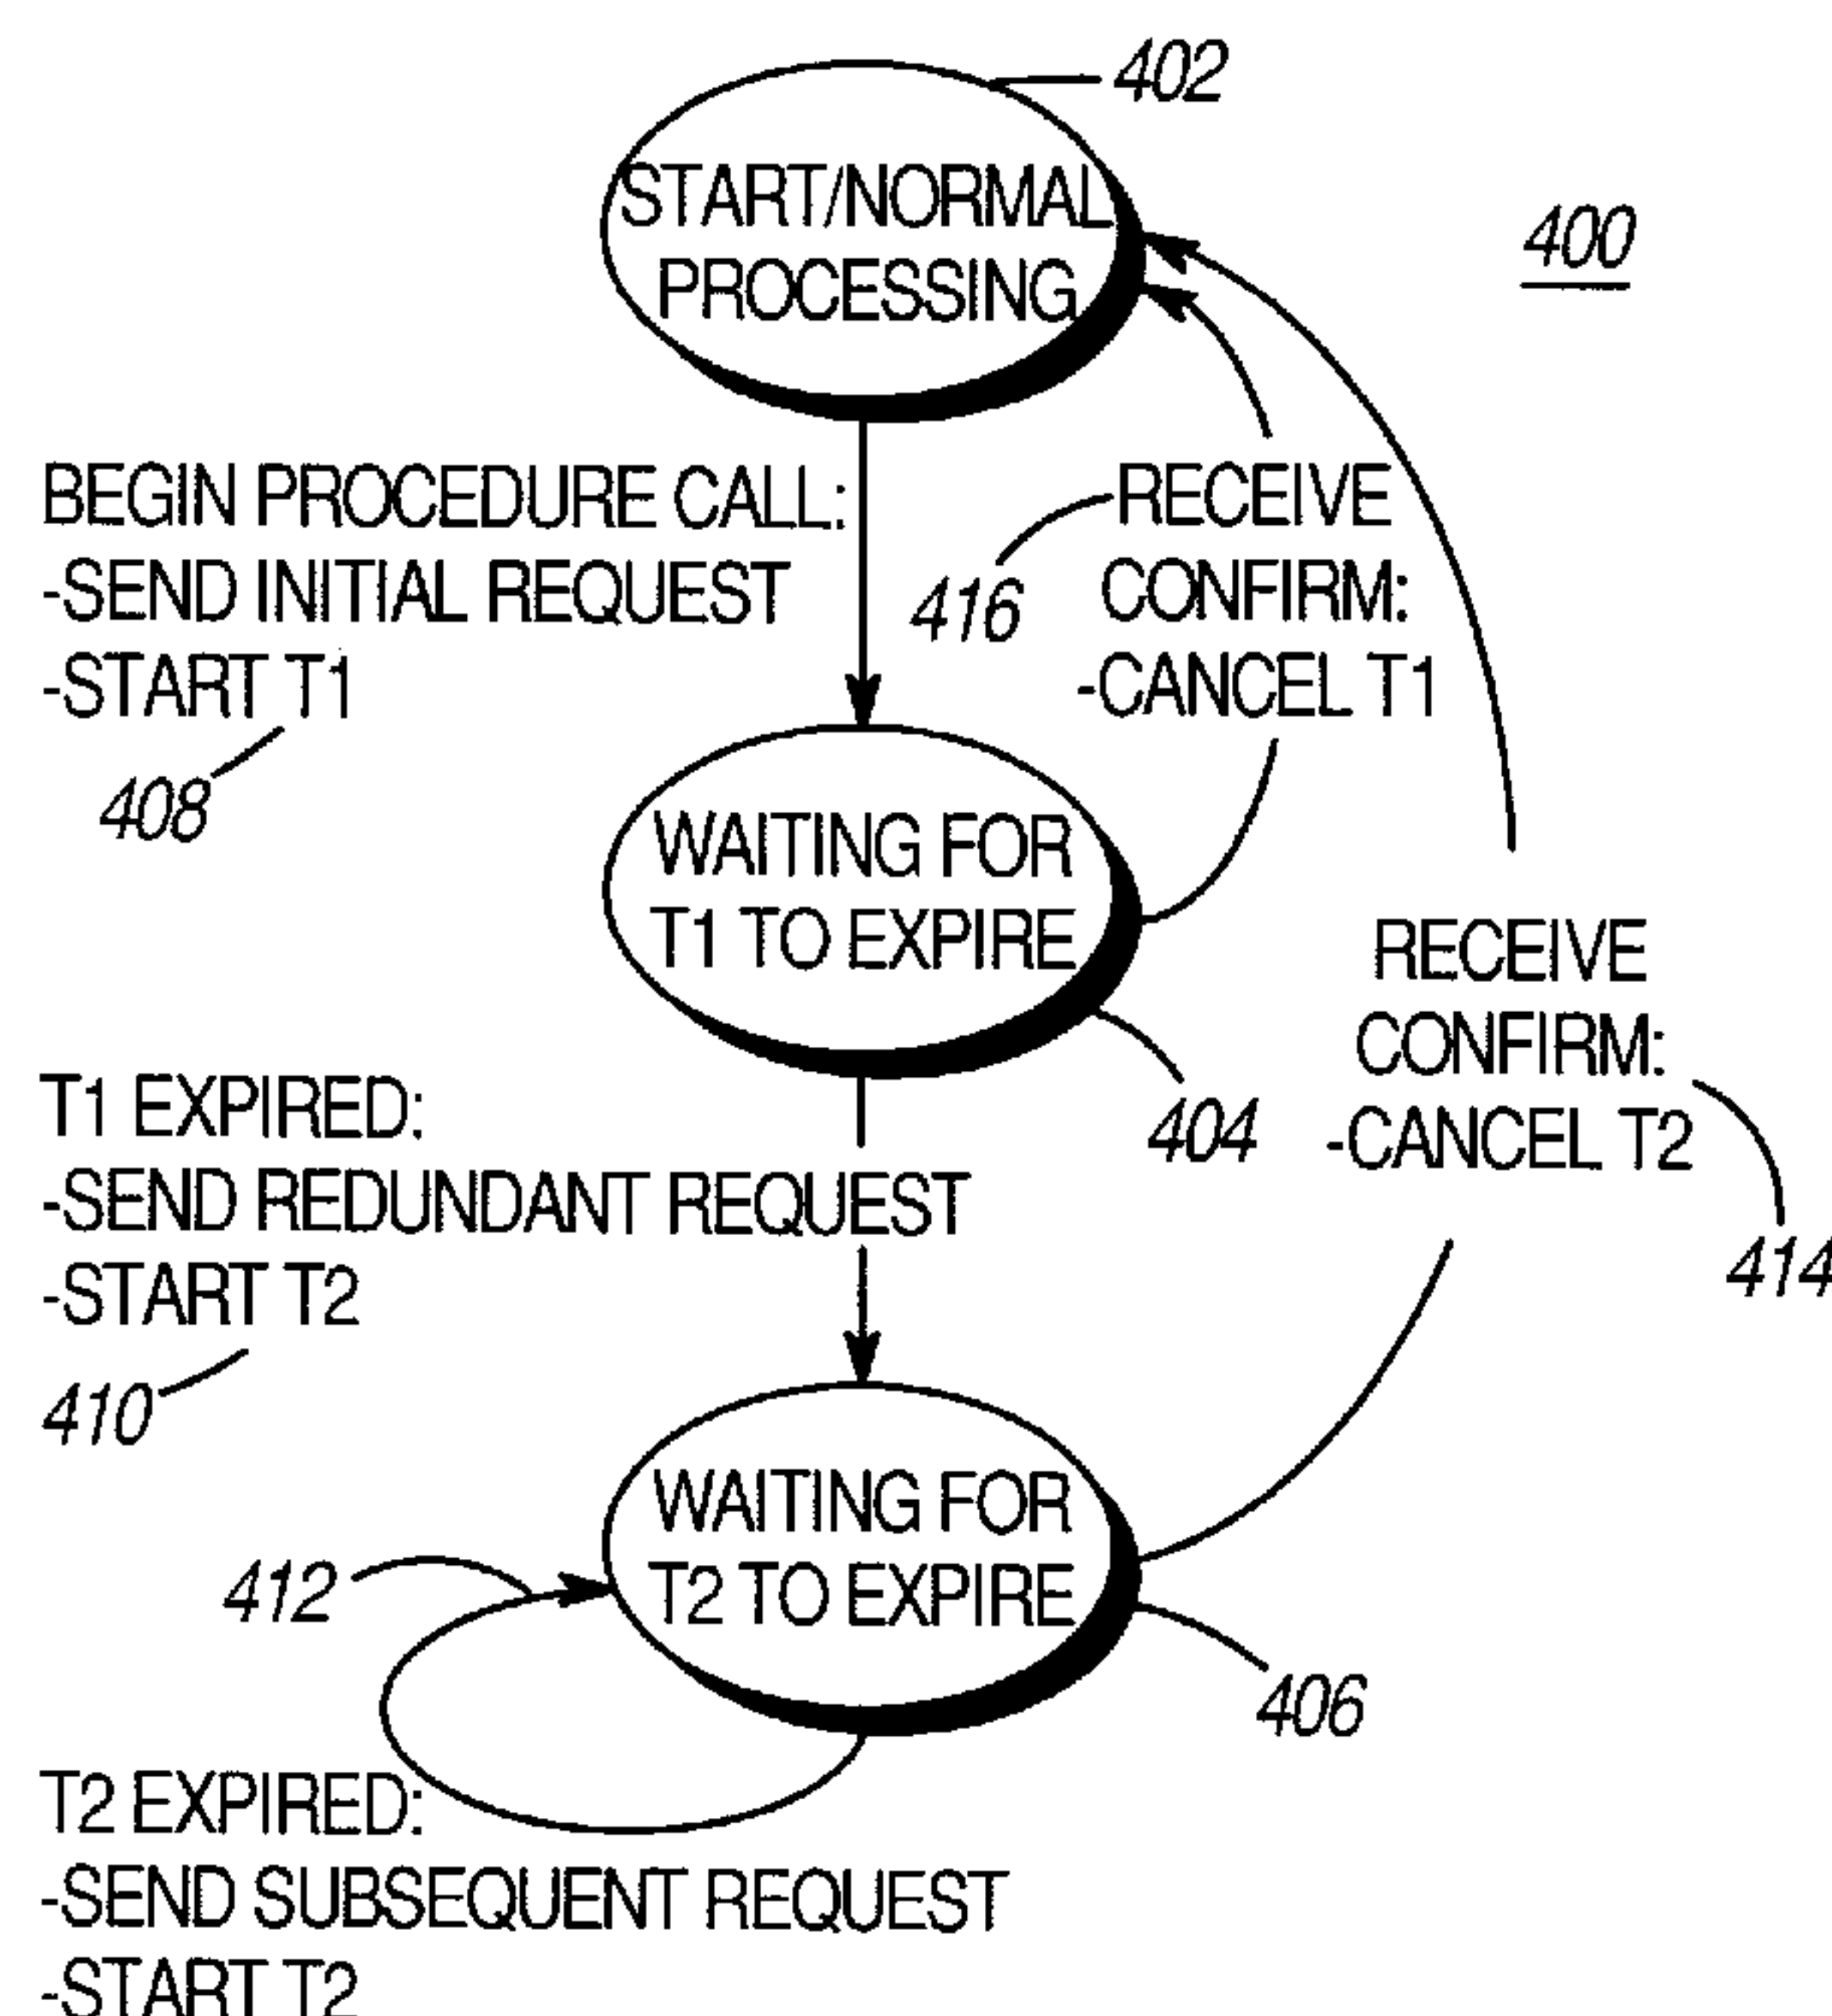 402
START/NORMAL
PROCESSING
400
BEGIN PROCEDURE CALL:
-SEND INITIAL REQUEST
-START T1
408
RECEIVE
CONFIRM:
-CANCEL T1
416
WAITING FOR
T1 TO EXPIRE
404
RECEIVE
CONFIRM:
-CANCEL T2
414
T1 EXPIRED:
-SEND REDUNDANT REQUEST
-START T2
410
WAITING FOR
T2 TO EXPIRE
412
406
T2 EXPIRED:
-SEND SUBSEQUENT REQUEST
-START T2